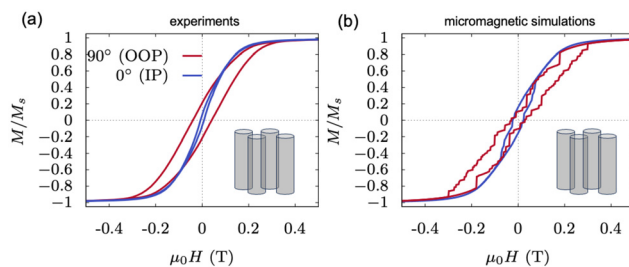 (a)
experiments
1
0.8
0.6
0.4
0.2
0
−0.2
−0.4
−0.6
−0.8
−1
M/Mₛ
90° (OOP)
0° (IP)
-0.4 -0.2 0 0.2 0.4
μ₀H (T)
(b)
micromagnetic simulations
1
0.8
0.6
0.4
0.2
0
−0.2
−0.4
−0.6
−0.8
−1
M/Mₛ
-0.4 -0.2 0 0.2 0.4
μ₀H (T)